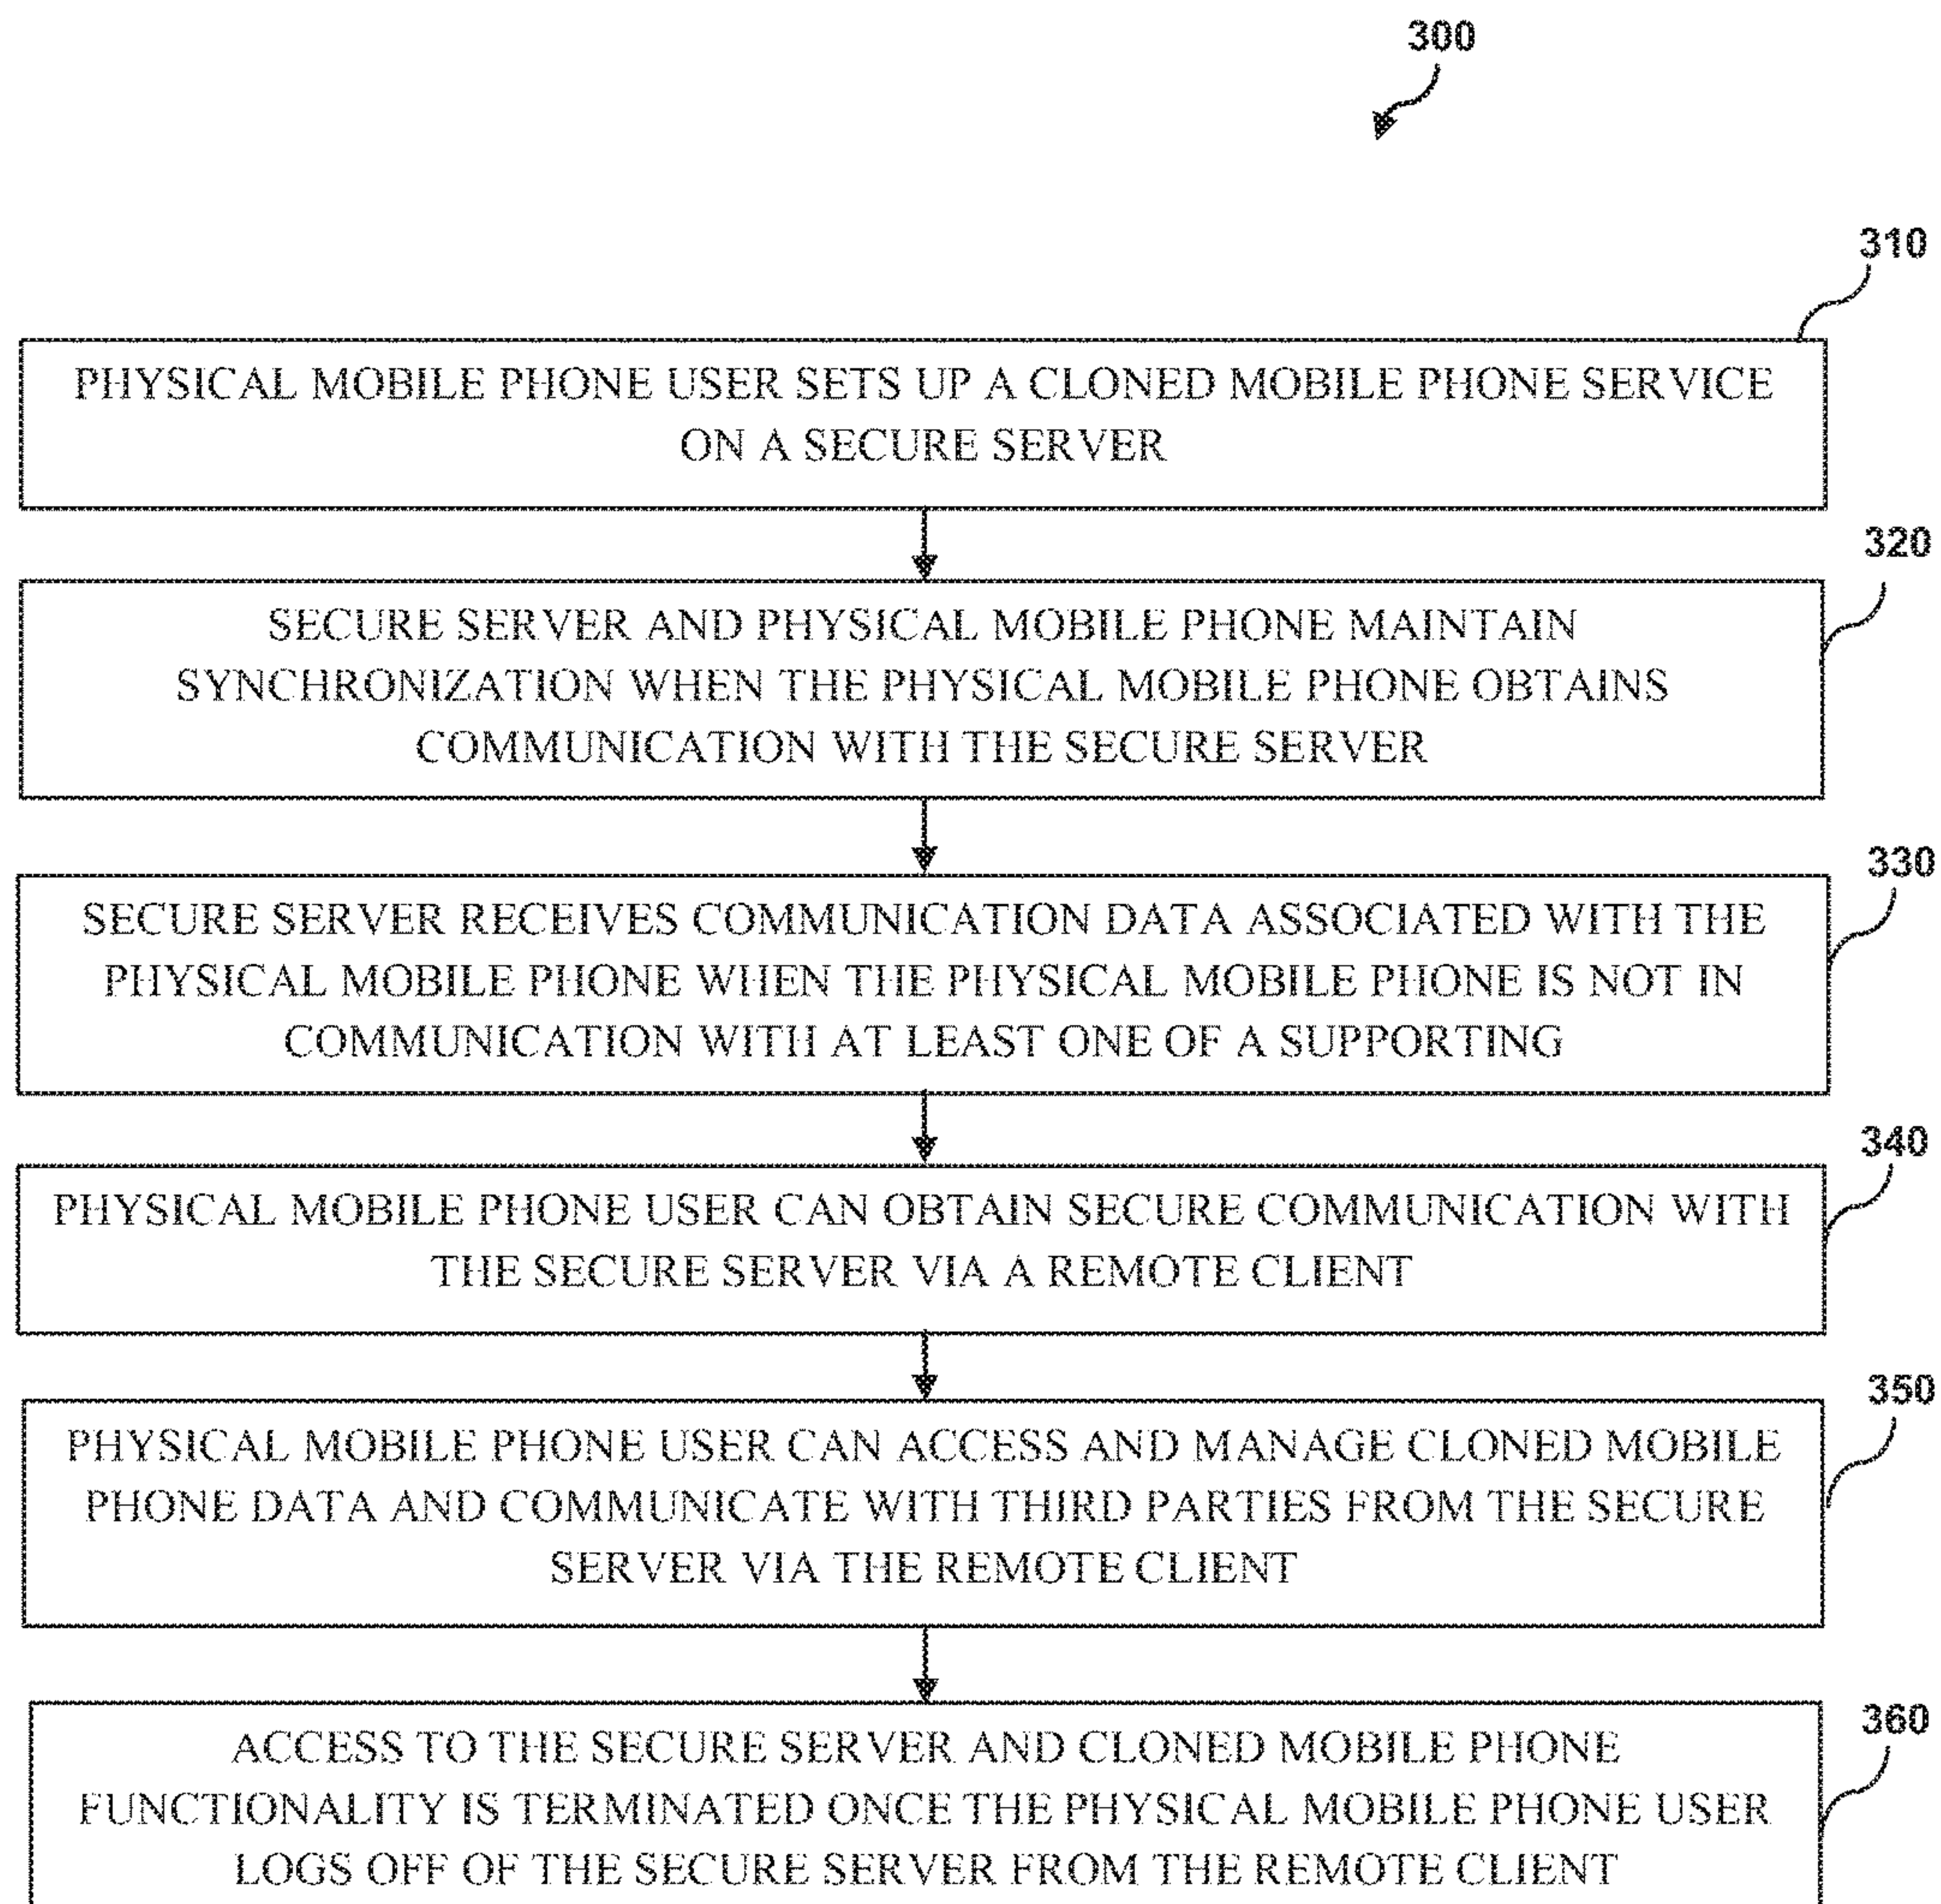 300
310
PHYSICAL MOBILE PHONE USER SETS UP A CLONED MOBILE PHONE SERVICE
ON A SECURE SERVER
320
SECURE SERVER AND PHYSICAL MOBILE PHONE MAINTAIN
SYNCHRONIZATION WHEN THE PHYSICAL MOBILE PHONE OBTAINS
COMMUNICATION WITH THE SECURE SERVER
330
SECURE SERVER RECEIVES COMMUNICATION DATA ASSOCIATED WITH THE
PHYSICAL MOBILE PHONE WHEN THE PHYSICAL MOBILE PHONE IS NOT IN
COMMUNICATION WITH AT LEAST ONE OF A SUPPORTING
340
PHYSICAL MOBILE PHONE USER CAN OBTAIN SECURE COMMUNICATION WITH
THE SECURE SERVER VIA A REMOTE CLIENT
350
PHYSICAL MOBILE PHONE USER CAN ACCESS AND MANAGE CLONED MOBILE
PHONE DATA AND COMMUNICATE WITH THIRD PARTIES FROM THE SECURE
SERVER VIA THE REMOTE CLIENT
360
ACCESS TO THE SECURE SERVER AND CLONED MOBILE PHONE
FUNCTIONALITY IS TERMINATED ONCE THE PHYSICAL MOBILE PHONE USER
LOGS OFF OF THE SECURE SERVER FROM THE REMOTE CLIENT